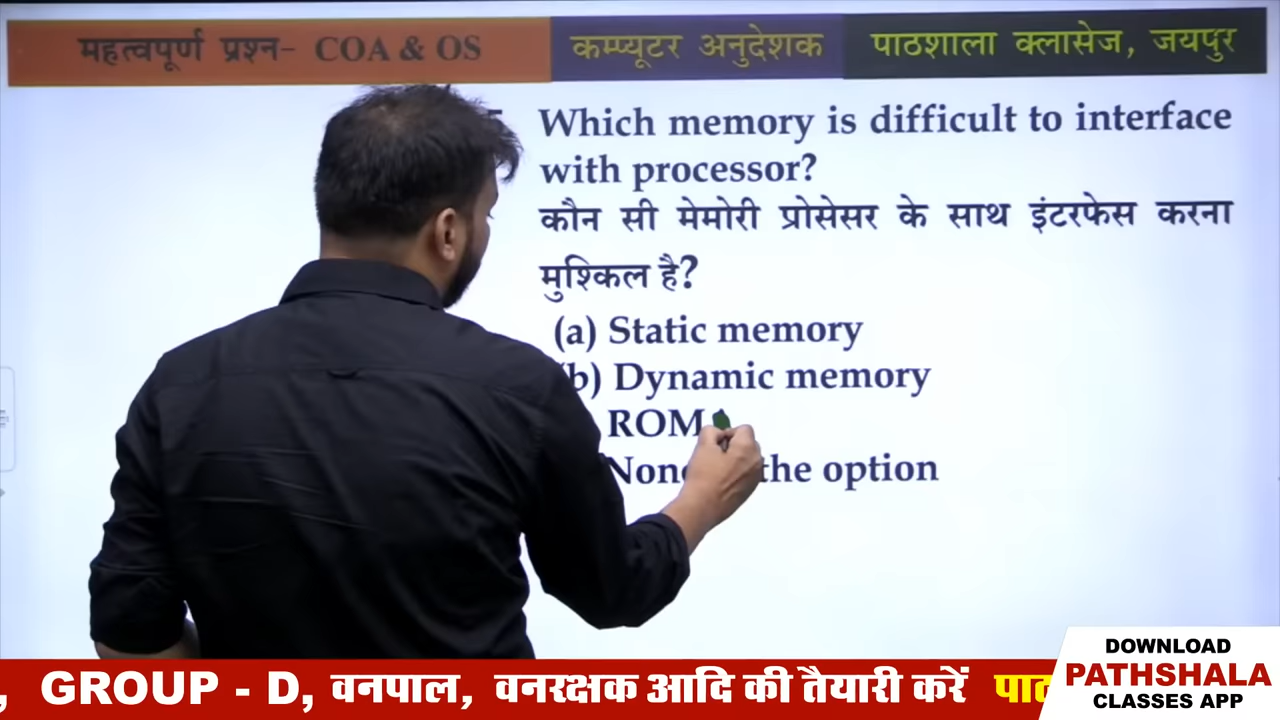 महत्वपूर्ण प्रश्न- COA & OS
कम्प्यूटर अनुदेशक
पाठशाला क्लासेज, जयपुर
Which memory is difficult to interface
with processor?
कौन सी मेमोरी प्रोसेसर के साथ इंटरफेस करना
मुश्किल है?
(a) Static memory
(b) Dynamic memory
ROM
the option
, GROUP - D, वनपाल, वनरक्षक आदि की तैयारी करें
DOWNLOAD
PATHSHALA
CLASSES APP